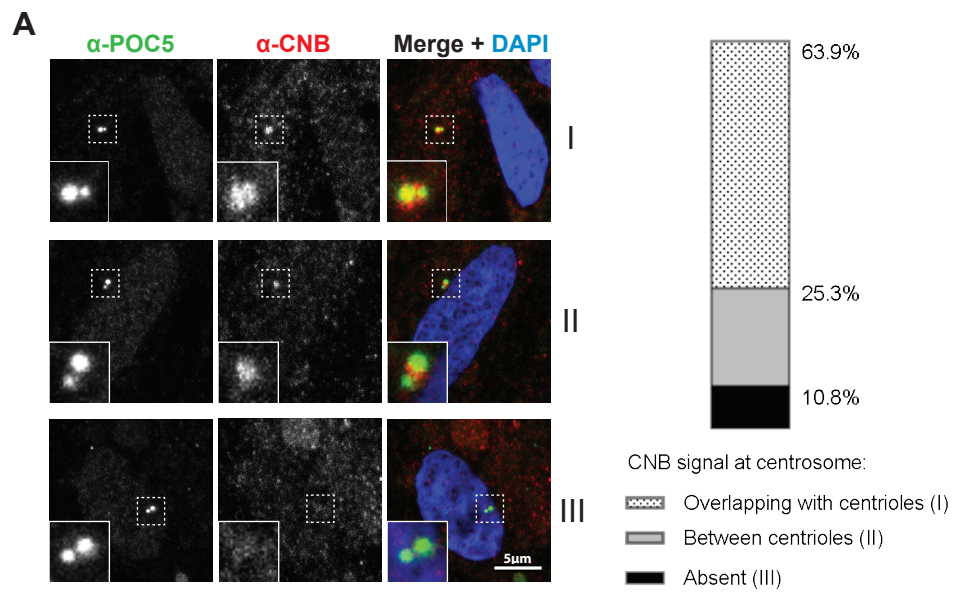 A
α-POC5 α-CNB Merge + DAPI
I
II
III
5μm
63.9%
25.3%
10.8%
CNB signal at centrosome:
Overlapping with centrioles (I)
Between centrioles (II)
Absent (III)